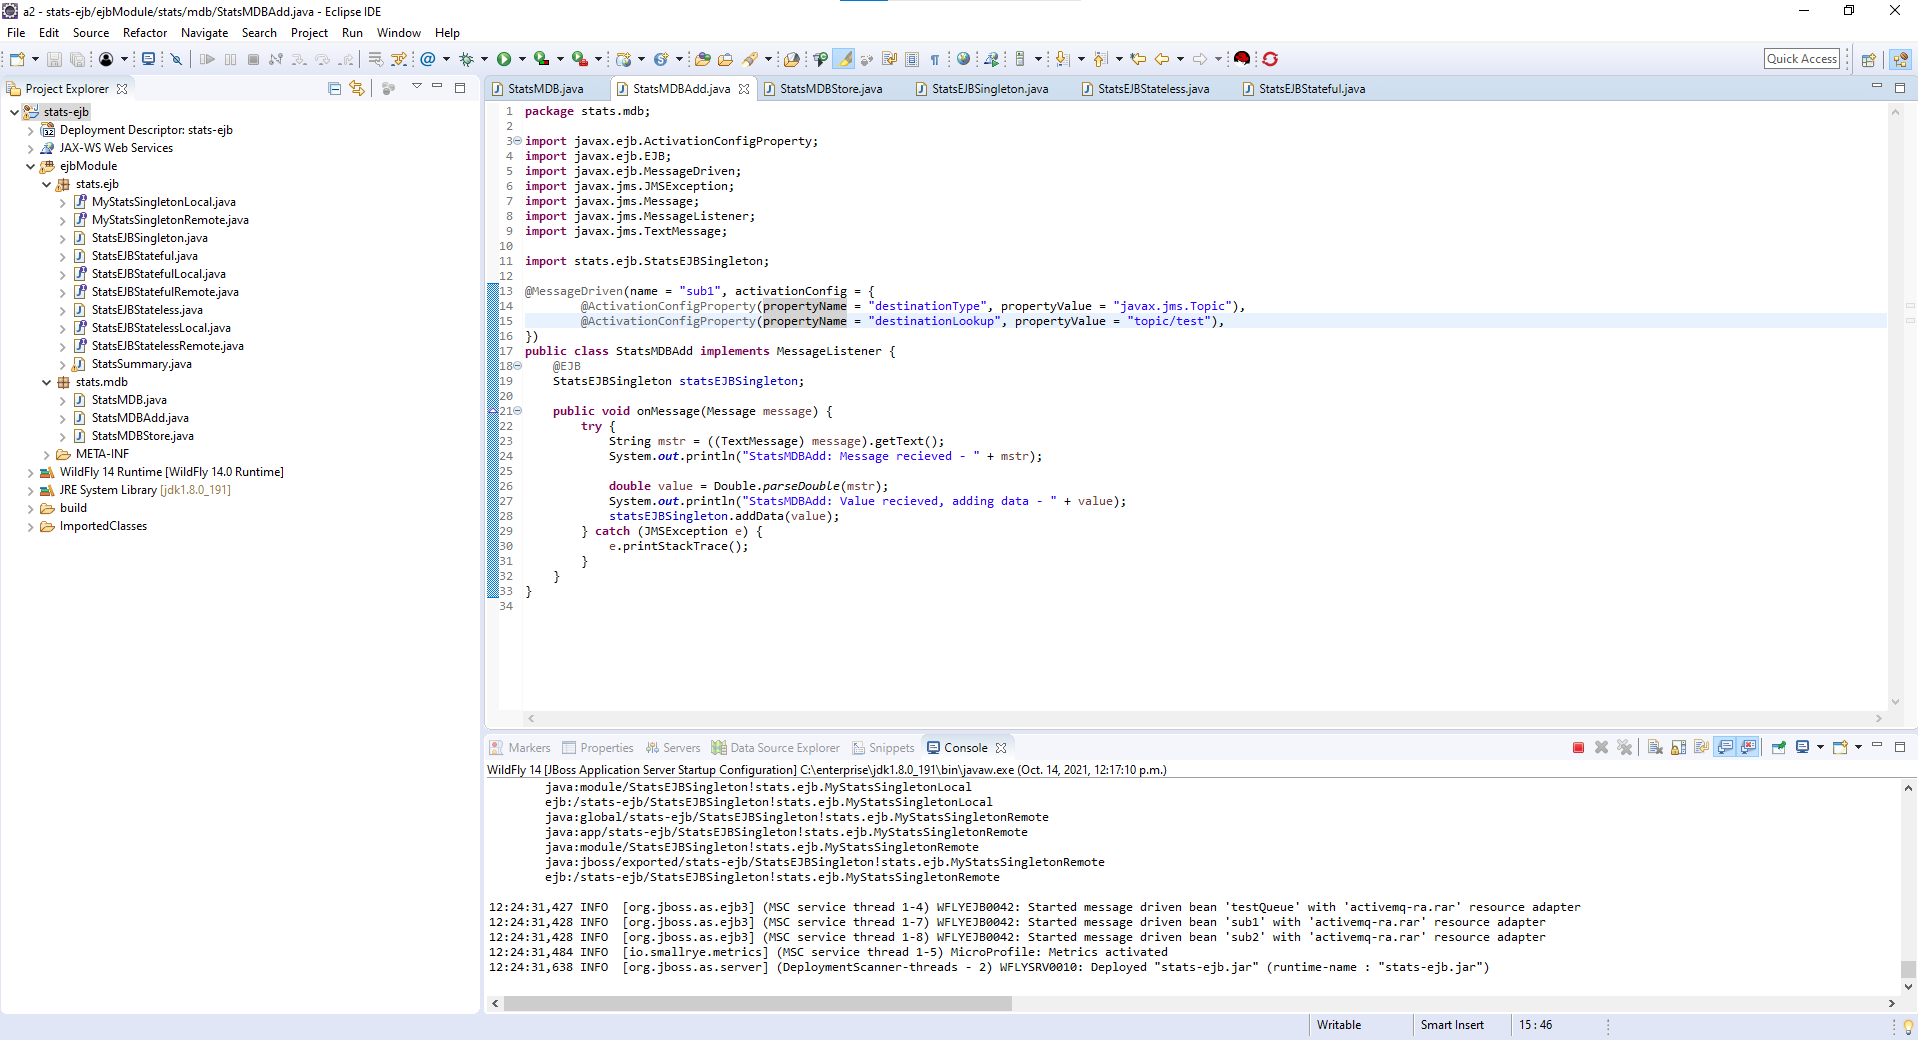 a2 - stats-ejb/ejbModule/stats/mdb/StatsMDBAdd.java - Eclipse IDE
File Edit Source Refactor Navigate Search Project Run Window Help
Quick Access
Project Explorer
stats-ejb
Deployment Descriptor: stats-ejb
JAX-WS Web Services
ejbModule
stats.ejb
MyStatsSingletonLocal.java
MyStatsSingletonRemote.java
StatsEJBSingleton.java
StatsEJBStateful.java
StatsEJBStatefulLocal.java
StatsEJBStatefulRemote.java
StatsEJBStateless.java
StatsEJBStatelessLocal.java
StatsEJBStatelessRemote.java
StatsSummary.java
stats.mdb
StatsMDB.java
StatsMDBAdd.java
StatsMDBStore.java
META-INF
WildFly 14 Runtime [WildFly 14.0 Runtime]
JRE System Library [jdk1.8.0_191]
build
ImportedClasses
StatsMDB.java StatsMDBAdd.java StatsMDBStore.java StatsEJBSingleton.java StatsEJBStateless.java StatsEJBStateful.java
1 package stats.mdb;
2
3 import javax.ejb.ActivationConfigProperty;
4 import javax.ejb.EJB;
5 import javax.ejb.MessageDriven;
6 import javax.jms.JMSException;
7 import javax.jms.Message;
8 import javax.jms.MessageListener;
9 import javax.jms.TextMessage;
10
11 import stats.ejb.StatsEJBSingleton;
12
13 @MessageDriven(name = "sub1", activationConfig = {
14 @ActivationConfigProperty(propertyName = "destinationType", propertyValue = "javax.jms.Topic"),
15 @ActivationConfigProperty(propertyName = "destinationLookup", propertyValue = "topic/test"),
16 })
17 public class StatsMDBAdd implements MessageListener {
18 @EJB
19 StatsEJBSingleton statsEJBSingleton;
20
21 public void onMessage(Message message) {
22 try {
23 String mstr = ((TextMessage) message).getText();
24 System.out.println("StatsMDBAdd: Message recieved - " + mstr);
25
26 double value = Double.parseDouble(mstr);
27 System.out.println("StatsMDBAdd: Value recieved, adding data - " + value);
28 statsEJBSingleton.addData(value);
29 } catch (JMSException e) {
30 e.printStackTrace();
31 }
32 }
33 }
34
Markers Properties Servers Data Source Explorer Snippets Console
WildFly 14 [JBoss Application Server Startup Configuration] C:\enterprise\jdk1.8.0_191\bin\javaw.exe (Oct. 14, 2021, 12:17:10 p.m.)
java:module/StatsEJBSingleton!stats.ejb.MyStatsSingletonLocal
ejb:/stats-ejb/StatsEJBSingleton!stats.ejb.MyStatsSingletonLocal
java:global/stats-ejb/StatsEJBSingleton!stats.ejb.MyStatsSingletonRemote
java:app/stats-ejb/StatsEJBSingleton!stats.ejb.MyStatsSingletonRemote
java:module/StatsEJBSingleton!stats.ejb.MyStatsSingletonRemote
java:jboss/exported/stats-ejb/StatsEJBSingleton!stats.ejb.MyStatsSingletonRemote
ejb:/stats-ejb/StatsEJBSingleton!stats.ejb.MyStatsSingletonRemote
12:24:31,427 INFO [org.jboss.as.ejb3] (MSC service thread 1-4) WFLYEJB0042: Started message driven bean 'testQueue' with 'activemq-ra.rar' resource adapter
12:24:31,428 INFO [org.jboss.as.ejb3] (MSC service thread 1-7) WFLYEJB0042: Started message driven bean 'sub1' with 'activemq-ra.rar' resource adapter
12:24:31,428 INFO [org.jboss.as.ejb3] (MSC service thread 1-8) WFLYEJB0042: Started message driven bean 'sub2' with 'activemq-ra.rar' resource adapter
12:24:31,484 INFO [io.smallrye.metrics] (MSC service thread 1-5) MicroProfile: Metrics activated
12:24:31,638 INFO [org.jboss.as.server] (DeploymentScanner-threads - 2) WFLYSRV0010: Deployed "stats-ejb.jar" (runtime-name : "stats-ejb.jar")
Writable Smart Insert 15 : 46